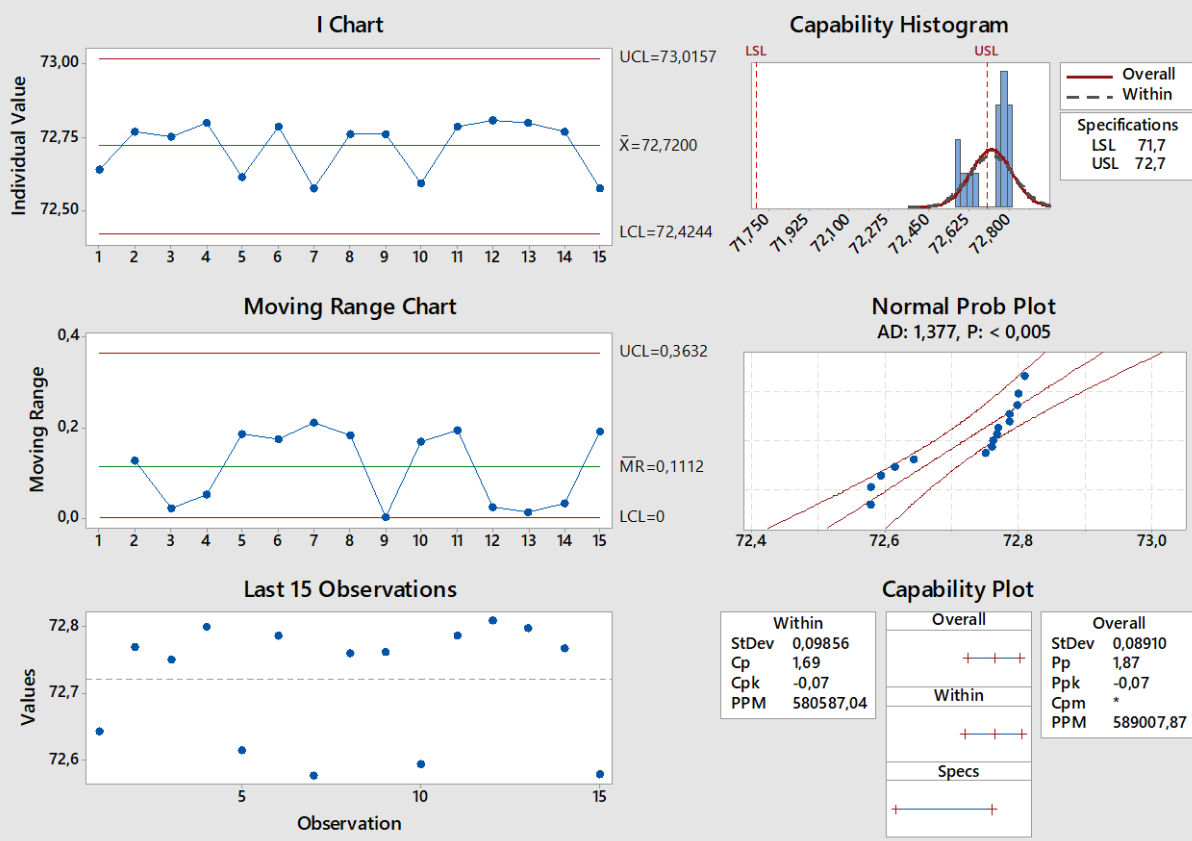 I Chart
Individual Value
73,00
72,75
72,50
UCL=73,0157
X̄=72,7200
LCL=72,4244
1 2 3 4 5 6 7 8 9 10 11 12 13 14 15
Capability Histogram
LSL USL
71,750 71,925 72,100 72,275 72,450 72,625 72,800
Overall
Within
Specifications
LSL 71,7
USL 72,7
Moving Range Chart
Moving Range
0,4
0,2
0,0
UCL=0,3632
M̄R̄=0,1112
LCL=0
1 2 3 4 5 6 7 8 9 10 11 12 13 14 15
Normal Prob Plot
AD: 1,377, P: < 0,005
72,4 72,6 72,8 73,0
Last 15 Observations
Values
72,8
72,7
72,6
5 10 15
Observation
Capability Plot
Within
StDev 0,09856
Cp 1,69
Cpk -0,07
PPM 580587,04
Overall
Within
Specs
Overall
StDev 0,08910
Pp 1,87
Ppk -0,07
Cpm *
PPM 589007,87